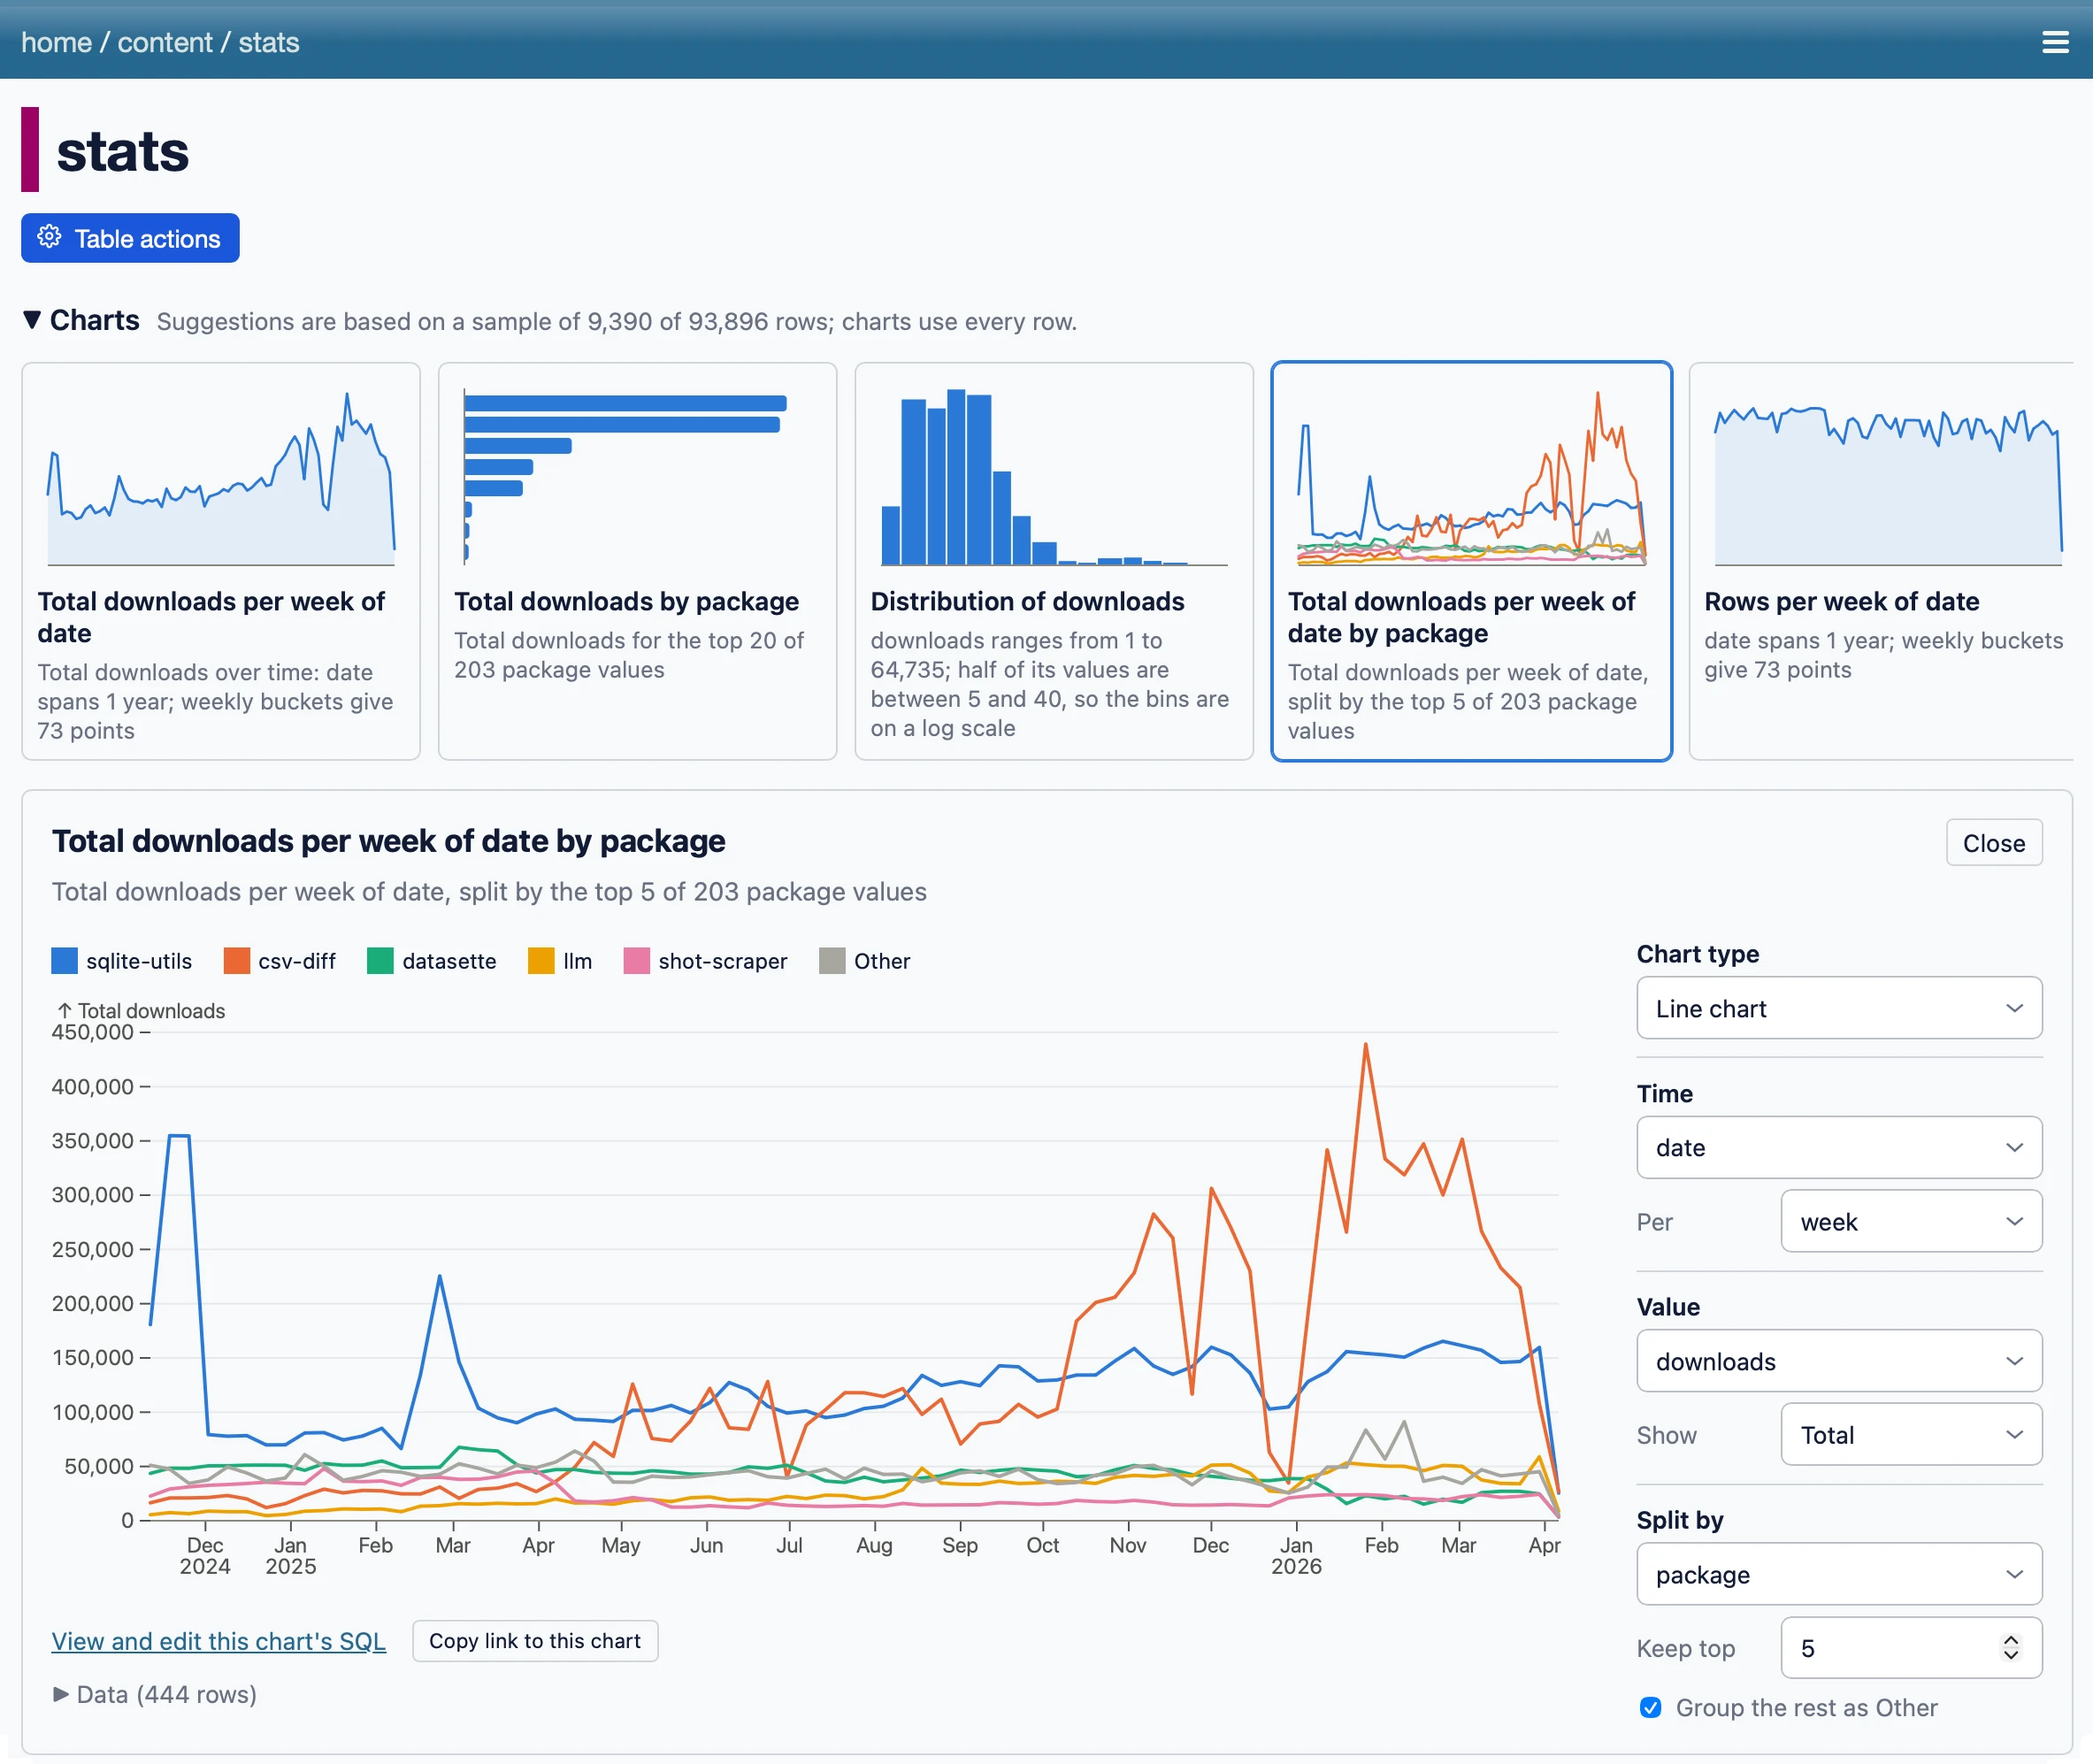 home / content / stats
stats
Table actions
▼ Charts Suggestions are based on a sample of 9,390 of 93,896 rows; charts use every row.
Total downloads per week of
date
Total downloads over time: date
spans 1 year; weekly buckets give
73 points
Total downloads by package
Total downloads for the top 20 of
203 package values
Distribution of downloads
downloads ranges from 1 to
64,735; half of its values are
between 5 and 40, so the bins are
on a log scale
Total downloads per week of
date by package
Total downloads per week of date,
split by the top 5 of 203 package
values
Rows per week of date
date spans 1 year; weekly buckets
give 73 points
Total downloads per week of date by package
Close
Total downloads per week of date, split by the top 5 of 203 package values
sqlite-utils csv-diff datasette llm shot-scraper Other
↑ Total downloads
450,000
400,000
350,000
300,000
250,000
200,000
150,000
100,000
50,000
0
Dec Jan Feb Mar Apr May Jun Jul Aug Sep Oct Nov Dec Jan Feb Mar Apr
2024 2025 2026
View and edit this chart's SQL
Copy link to this chart
▶ Data (444 rows)
Chart type
Line chart
Time
date
Per week
Value
downloads
Show Total
Split by
package
Keep top 5
Group the rest as Other